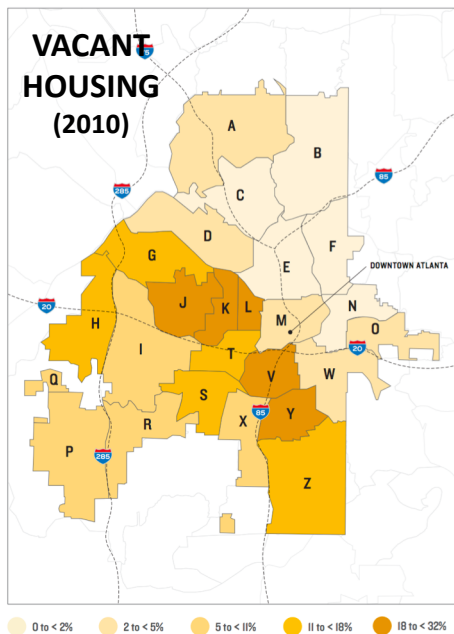 VACANT
HOUSING
(2010)
75
A
B
85
285
C
D
F
G
E
DOWNTOWN ATLANTA
J
K
L
N
20
H
M
O
I
T
20
Q
V
W
S
85
X
Y
R
P
285
Z
0 to < 2%
2 to < 5%
5 to < 11%
11 to < 18%
18 to < 32%